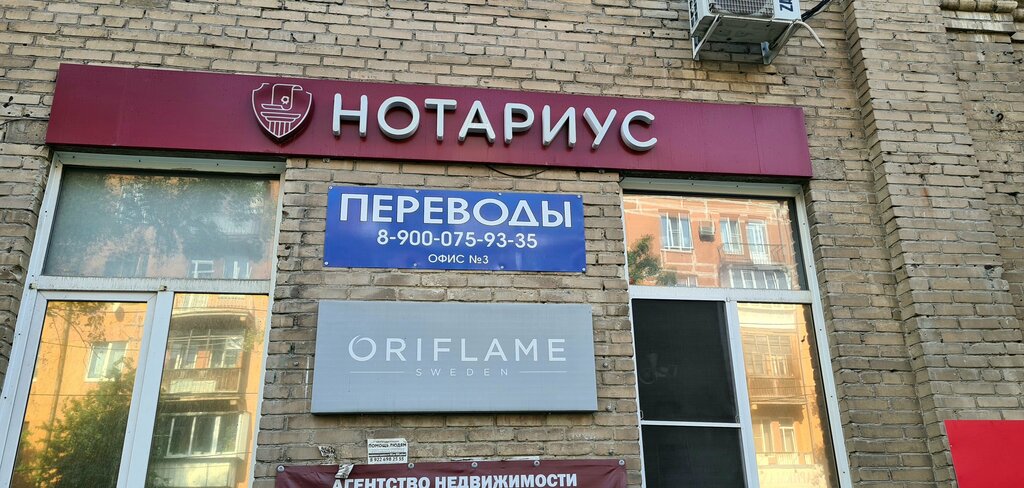 НОТАРИУС
ПЕРЕВОДЫ
8-900-075-93-35
ОФИС №3
ORIFLAME
SWEDEN
ПОМОЩЬ ЛЮДЯМ
АГЕНТСТВО НЕДВИЖИМОСТИ